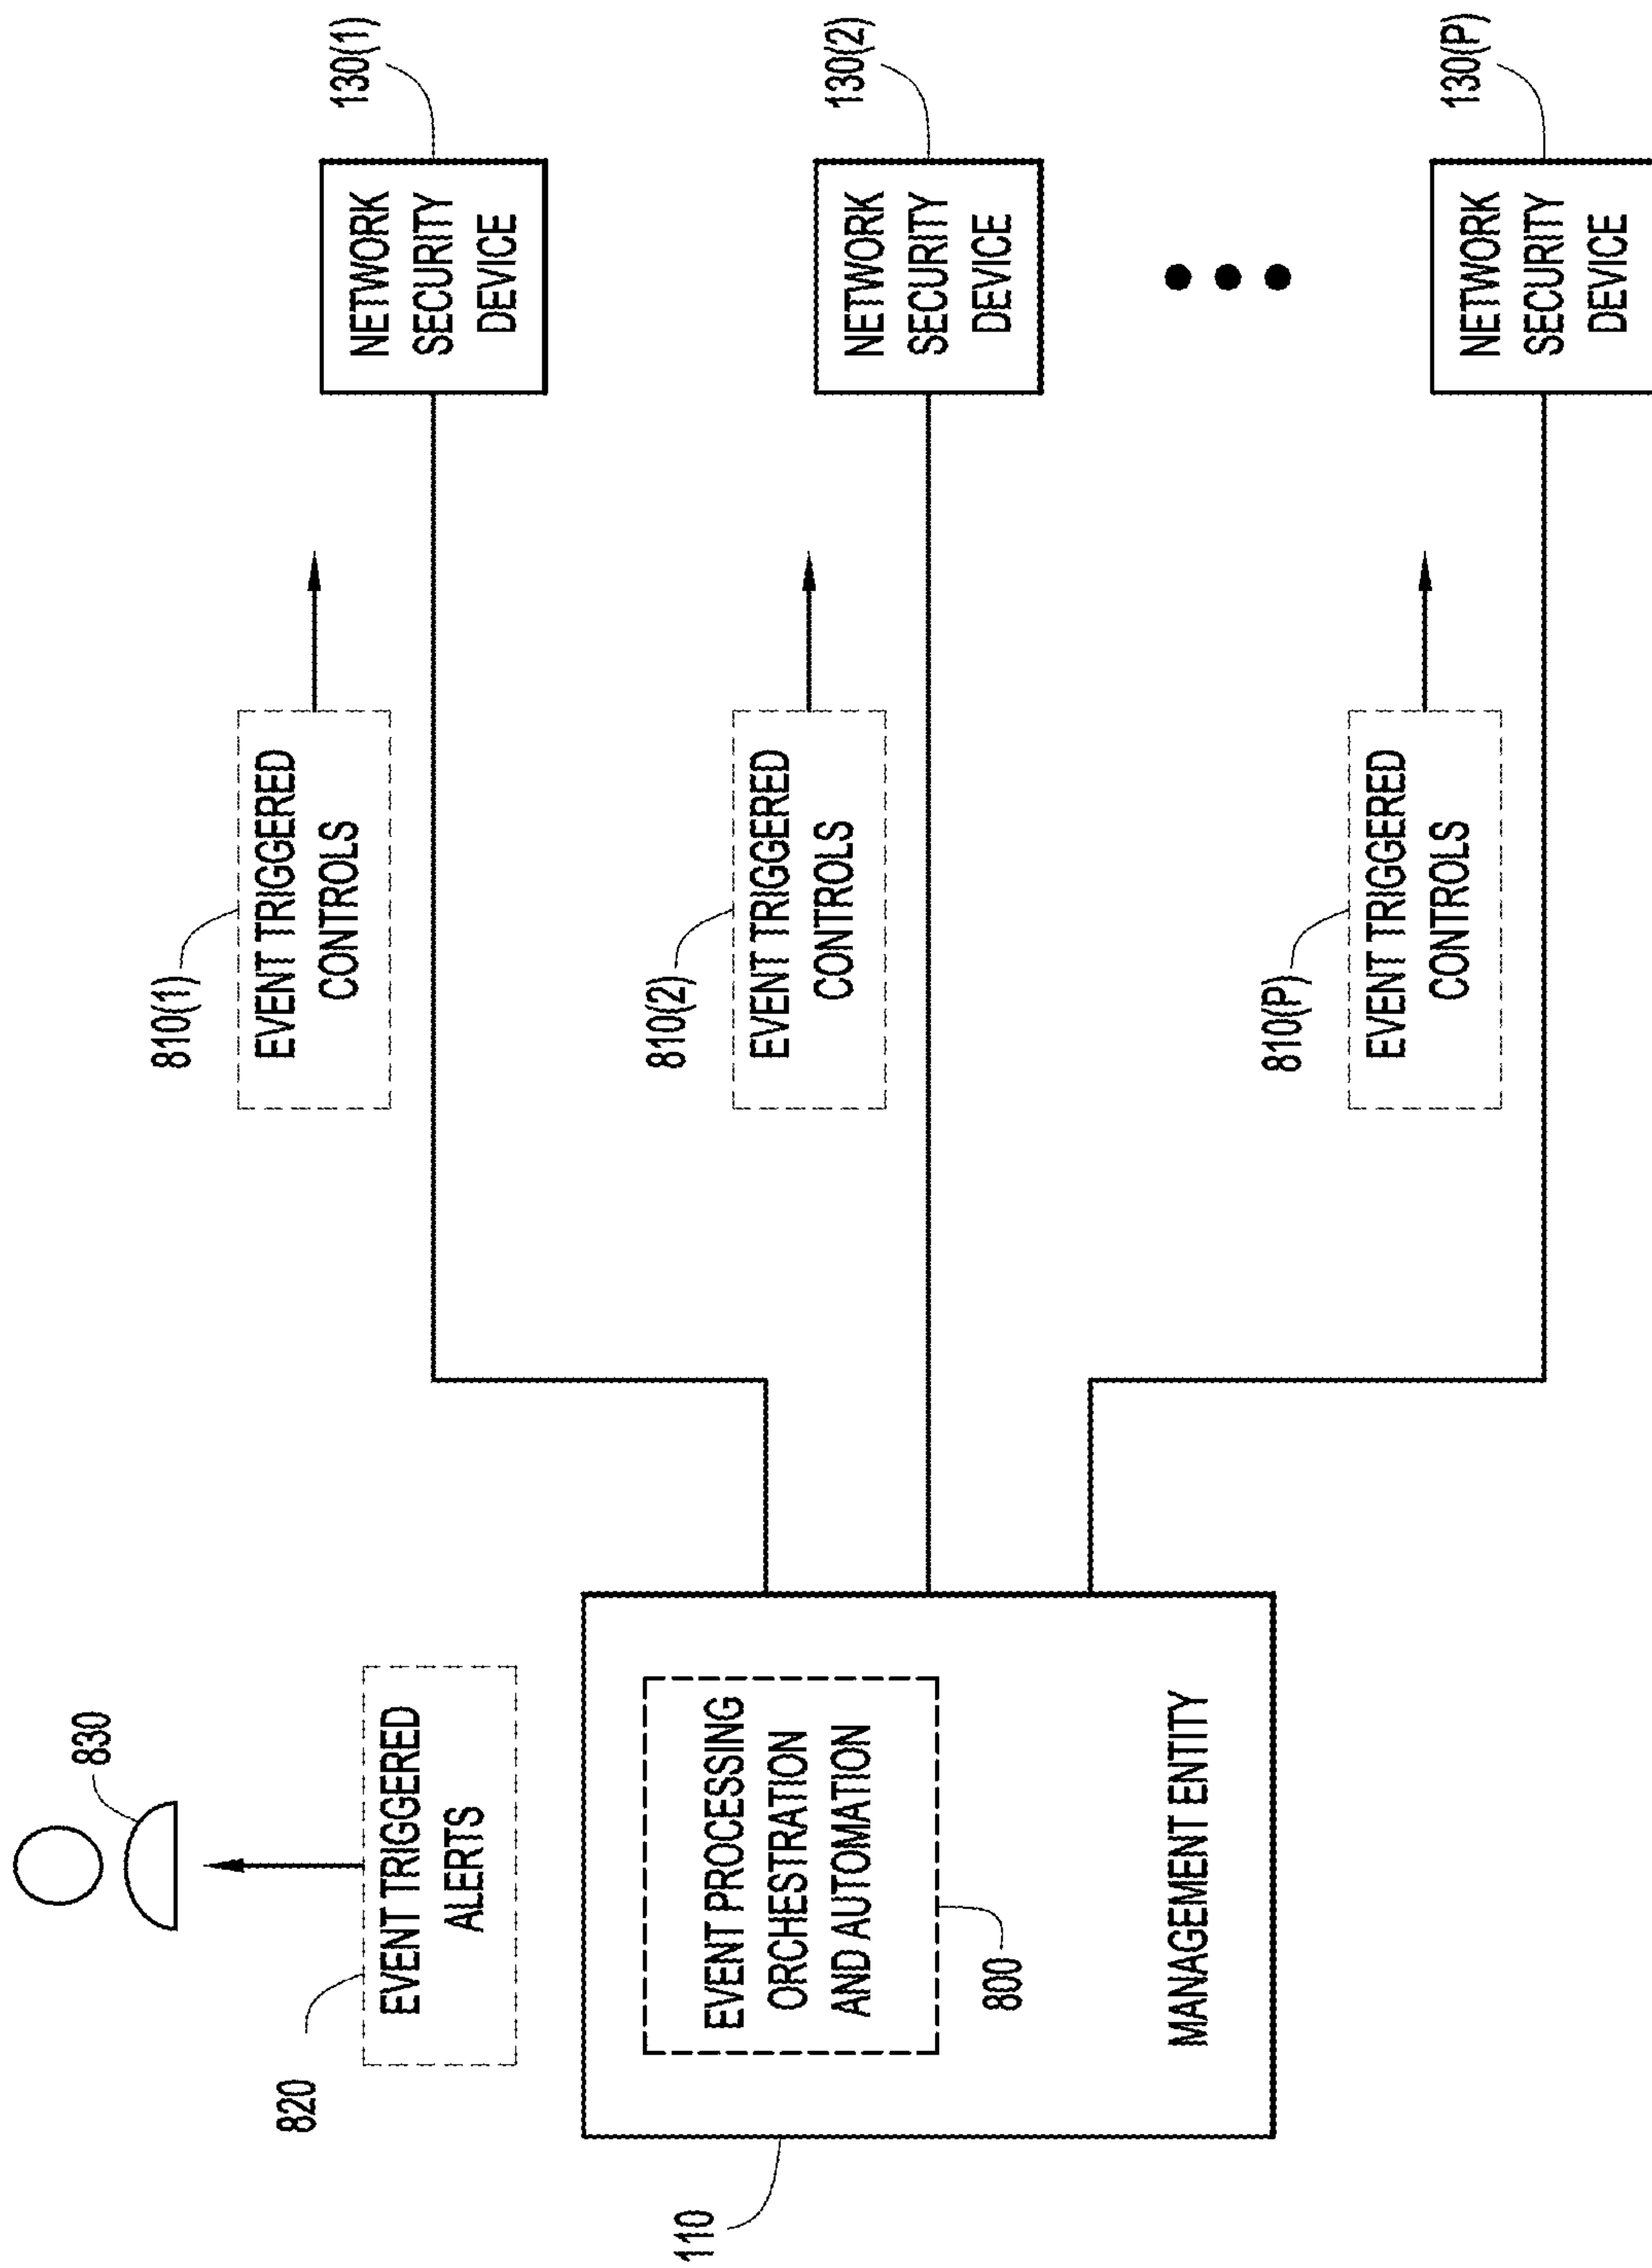 830
820
EVENT TRIGGERED
ALERTS
110
EVENT PROCESSING
ORCHESTRATION
AND AUTOMATION
800
MANAGEMENT ENTITY
810(1)
EVENT TRIGGERED
CONTROLS
130(1)
NETWORK
SECURITY
DEVICE
810(2)
EVENT TRIGGERED
CONTROLS
130(2)
NETWORK
SECURITY
DEVICE
810(P)
EVENT TRIGGERED
CONTROLS
130(P)
NETWORK
SECURITY
DEVICE